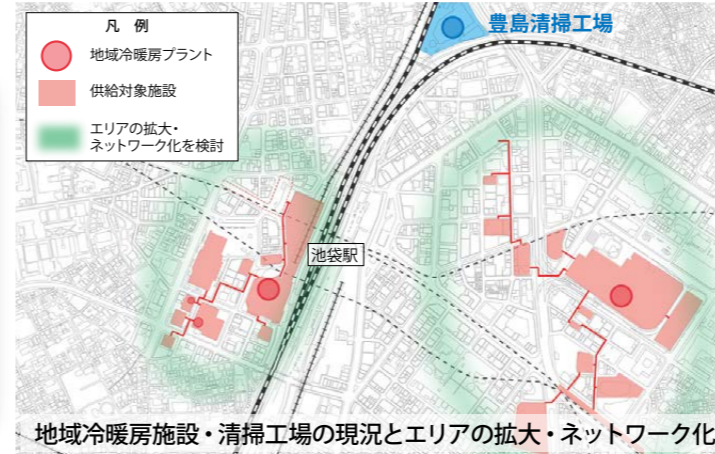 凡 例
地域冷暖房プラント
供給対象施設
エリアの拡大・
ネットワーク化を検討
豊島清掃工場
池袋駅
地域冷暖房施設・清掃工場の現況とエリアの拡大・ネットワーク化